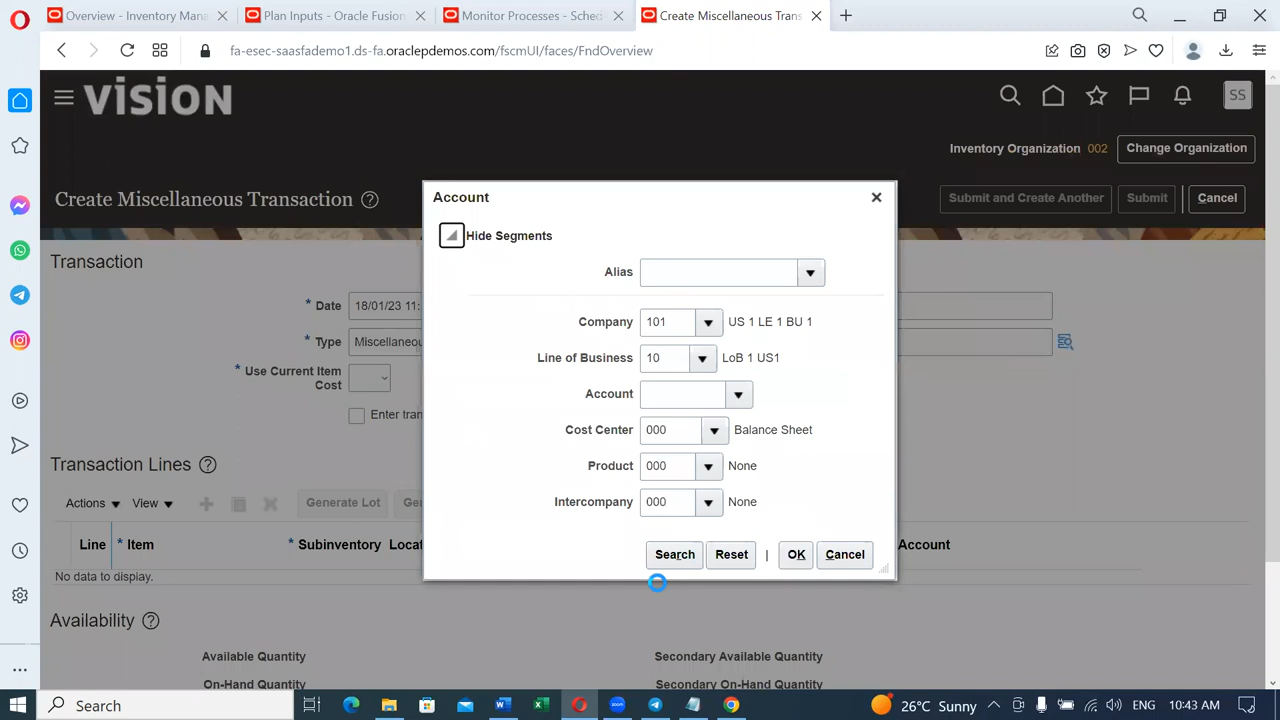 Overview - Inventory Mana
Plan Inputs - Oracle Fusion
Monitor Processes - Sched
Create Miscellaneous Trans
fa-esec-saasfademo1.ds-fa.oraclepdemos.com/fscmUI/faces/FndOverview
VISION
SS
Inventory Organization 002 Change Organization
Create Miscellaneous Transaction
Submit and Create Another Submit Cancel
Transaction
* Date 18/01/23 11:
* Type Miscellaneou
* Use Current Item Cost
Enter tran
Account
Hide Segments
Alias
Company 101 US 1 LE 1 BU 1
Line of Business 10 LoB 1 US1
Account
Cost Center 000 Balance Sheet
Product 000 None
Intercompany 000 None
Search Reset | OK Cancel
Transaction Lines
Actions View Generate Lot Ge
Line * Item * Subinventory Locat Account
No data to display.
Availability
Available Quantity Secondary Available Quantity
On-Hand Quantity Secondary On-Hand Quantity
Search 26°C Sunny 10:43 AM